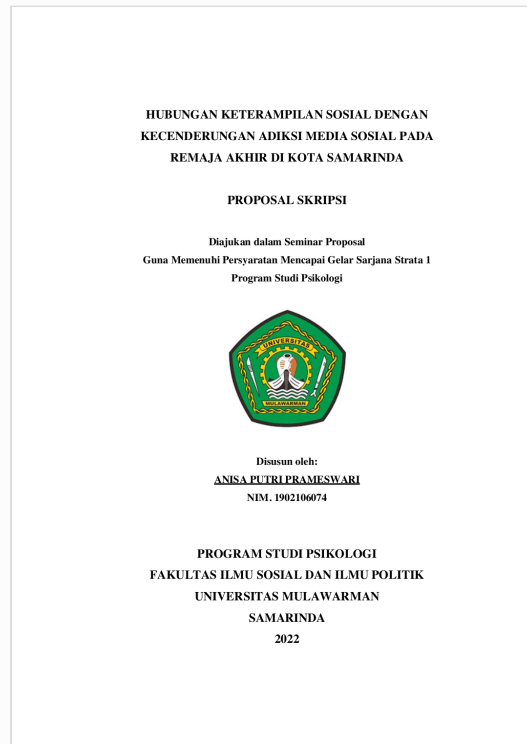 HUBUNGAN KETERAMPILAN SOSIAL DENGAN
KECENDERUNGAN ADIKSI MEDIA SOSIAL PADA
REMAJA AKHIR DI KOTA SAMARINDA
PROPOSAL SKRIPSI
Diajukan dalam Seminar Proposal
Guna Memenuhi Persyaratan Mencapai Gelar Sarjana Strata 1
Program Studi Psikologi
UNIVERSITAS
MULAWARMAN
Disusun oleh:
ANISA PUTRI PRAMESWARI
NIM. 1902106074
PROGRAM STUDI PSIKOLOGI
FAKULTAS ILMU SOSIAL DAN ILMU POLITIK
UNIVERSITAS MULAWARMAN
SAMARINDA
2022